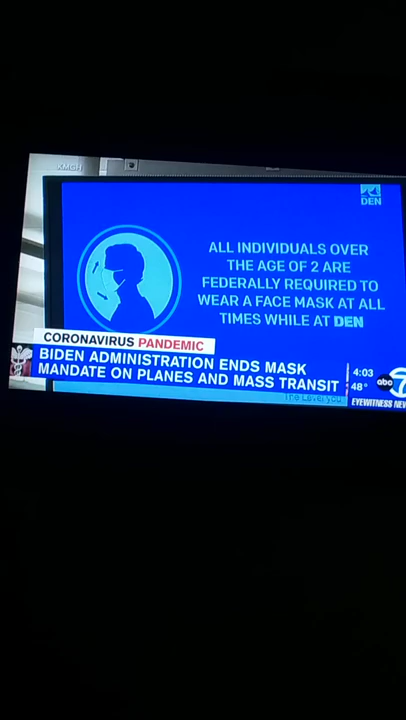 KMGH
DEN
ALL INDIVIDUALS OVER
THE AGE OF 2 ARE
FEDERALLY REQUIRED TO
WEAR A FACE MASK AT ALL
TIMES WHILE AT DEN
CORONAVIRUS PANDEMIC
BIDEN ADMINISTRATION ENDS MASK
MANDATE ON PLANES AND MASS TRANSIT
4:03
48°
abc 7
EYEWITNESS NEW